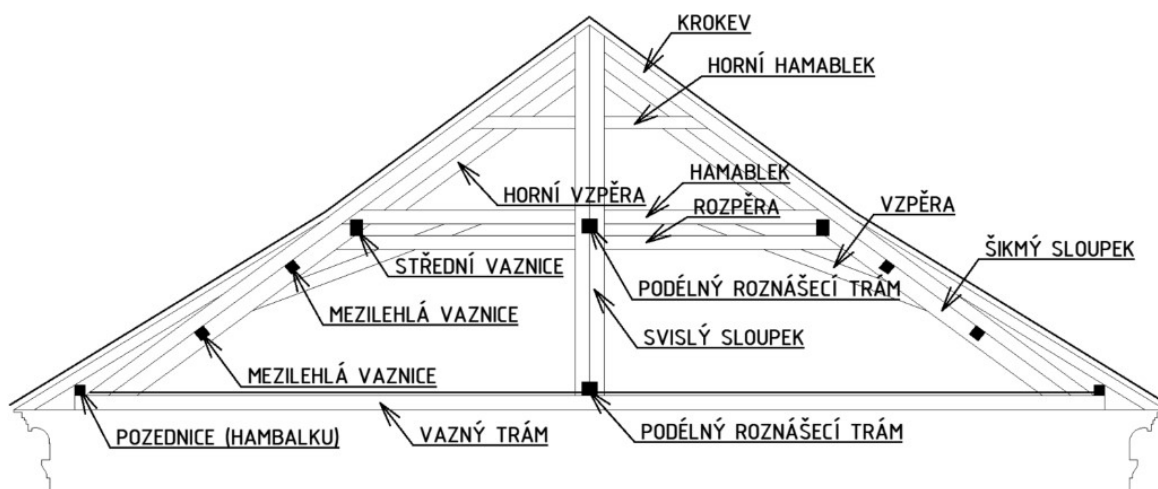 KROKEV
HORNÍ HAMABLEK
HAMABLEK
HORNÍ VZPĚRA
ROZPĚRA
VZPĚRA
ŠIKMÝ SLOUPEK
STŘEDNÍ VAZNICE
PODÉLNÝ ROZNÁŠECÍ TRÁM
MEZILEHLÁ VAZNICE
SVISLÝ SLOUPEK
MEZILEHLÁ VAZNICE
POZEDNICE (HAMBALKU)
VAZNÝ TRÁM
PODÉLNÝ ROZNÁŠECÍ TRÁM